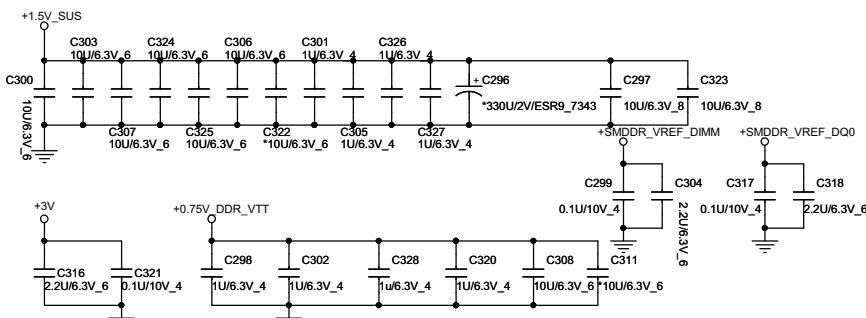 +1.5V_SUS
C303 C324 C306 C301 C326
10U/6.3V_6 10U/6.3V_6 10U/6.3V_6 1U/6.3V_4 1U/6.3V_4
C300 + C296 C297 C323
10U/6.3V_6
*330U/2V/ESR9_7343 10U/6.3V_8 10U/6.3V_8
C307 C325 C322 C305 C327
10U/6.3V_6 10U/6.3V_6 *10U/6.3V_6 1U/6.3V_4 1U/6.3V_4
+SMDDR_VREF_DIMM +SMDDR_VREF_DQ0
C299 C304 C317 C318
0.1U/10V_4 2.2U/6.3V_6 0.1U/10V_4 2.2U/6.3V_6
+3V +0.75V_DDR_VTT
C316 C321 C298 C302 C328 C320 C308 C311
2.2U/6.3V_6 0.1U/10V_4 1U/6.3V_4 1U/6.3V_4 1u/6.3V_4 1U/6.3V_4 10U/6.3V_6 *10U/6.3V_6